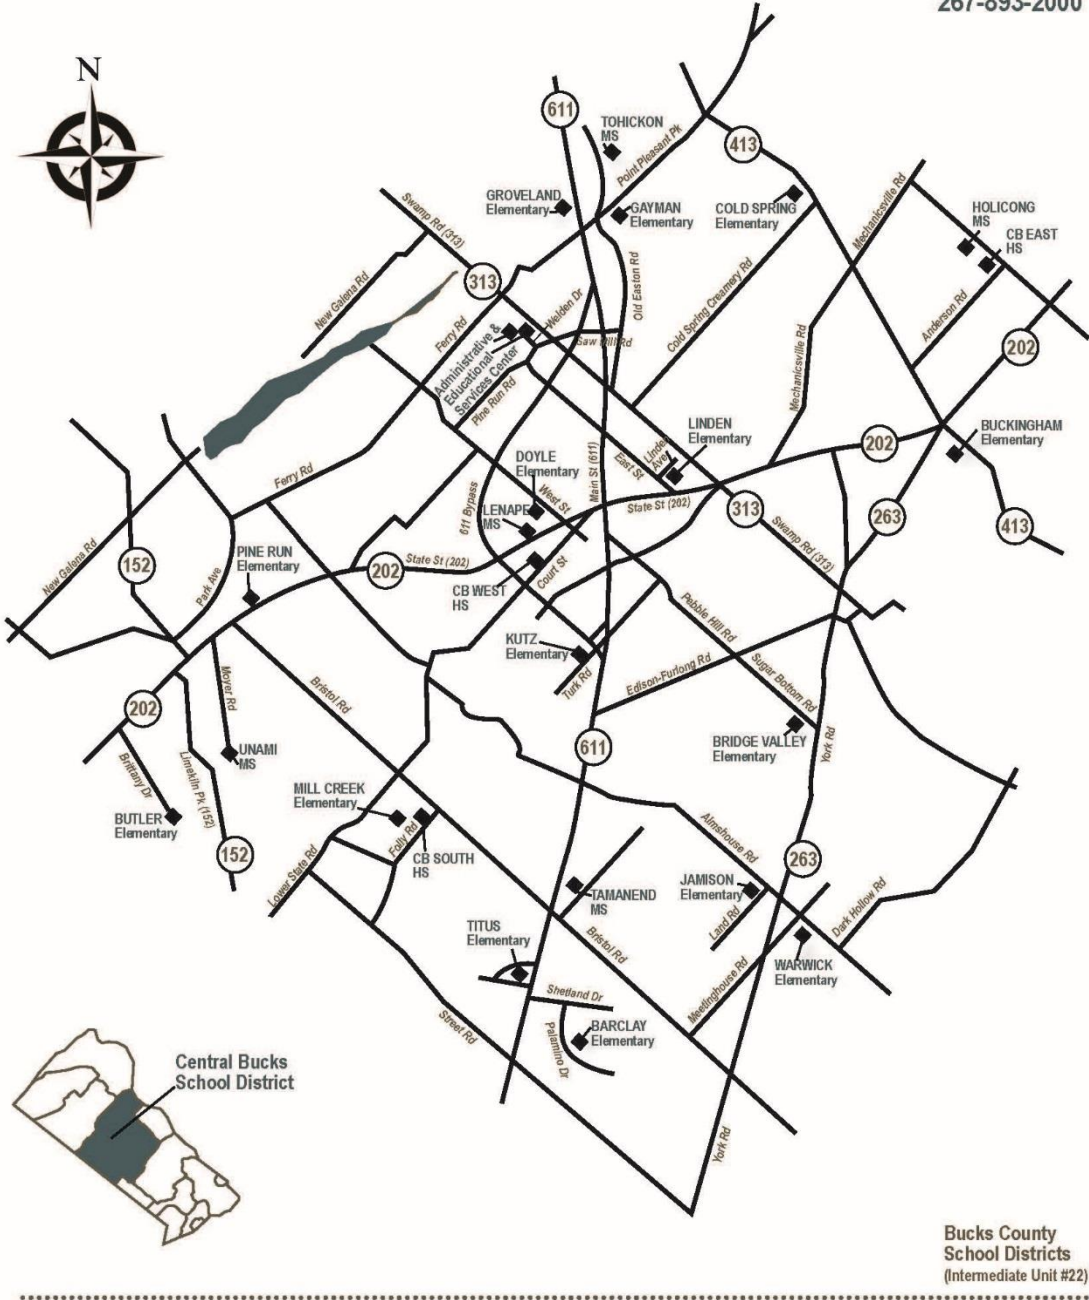 267-893-2000
N
611
TOHICKON
MS
Point Pleasant Pk
413
GROVELAND
Elementary
GAYMAN
Elementary
COLD SPRING
Elementary
Mechanicsville Rd
HOLICONG
MS
CB EAST
HS
Swamp Rd (313)
313
New Galena Rd
Old Easton Rd
Cold Spring Creamery Rd
Anderson Rd
202
Ferry Rd
Welden Dr
Saw Mill Rd
Administrative &
Educational
Services Center
Pine Run Rd
Mechanicsville Rd
LINDEN
Elementary
Linden
Ave
East St
BUCKINGHAM
Elementary
202
DOYLE
Elementary
West St
Main St (611)
611 Bypass
LENAPE
MS
State St (202)
313
Swamp Rd (313)
263
413
Ferry Rd
New Galena Rd
152
Park Ave
PINE RUN
Elementary
202
State St (202)
CB WEST
HS
Court St
KUTZ
Elementary
Turk Rd
Pebble Hill Rd
Edison-Furlong Rd
Sugar Bottom Rd
202
Moyer Rd
Bristol Rd
BRIDGE VALLEY
Elementary
York Rd
611
UNAMI
MS
Brittany Dr
Limekiln Pk (152)
BUTLER
Elementary
152
MILL CREEK
Elementary
Folly Rd
CB SOUTH
HS
Lower State Rd
Almshouse Rd
263
TAMANEND
MS
JAMISON
Elementary
Land Rd
Dark Hollow Rd
TITUS
Elementary
Bristol Rd
WARWICK
Elementary
Meetinghouse Rd
Shetland Dr
Street Rd
Palamino Dr
BARCLAY
Elementary
York Rd
Central Bucks
School District
Bucks County
School Districts
(Intermediate Unit #22)